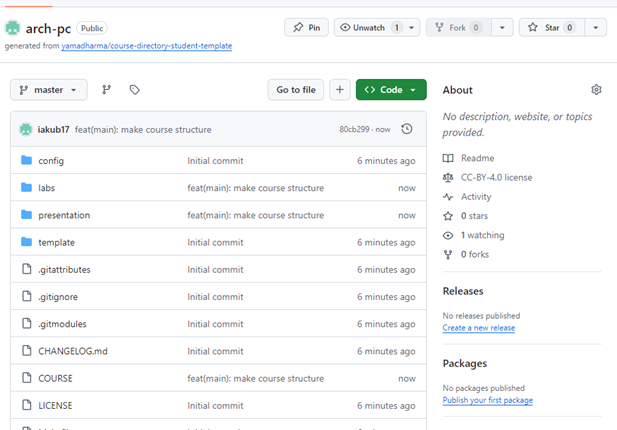 arch-pc Public
Pin
Unwatch 1
Fork 0
Star 0
generated from yamadharma/course-directory-student-template
master
Go to file
Code
iakub17 feat(main): make course structure 80cb299 · now
config Initial commit 6 minutes ago
labs feat(main): make course structure now
presentation feat(main): make course structure now
template Initial commit 6 minutes ago
.gitattributes Initial commit 6 minutes ago
.gitignore Initial commit 6 minutes ago
.gitmodules Initial commit 6 minutes ago
CHANGELOG.md Initial commit 6 minutes ago
COURSE feat(main): make course structure now
LICENSE Initial commit 6 minutes ago
About
No description, website, or topics
provided.
Readme
CC-BY-4.0 license
Activity
0 stars
1 watching
0 forks
Releases
No releases published
Create a new release
Packages
No packages published
Publish your first package